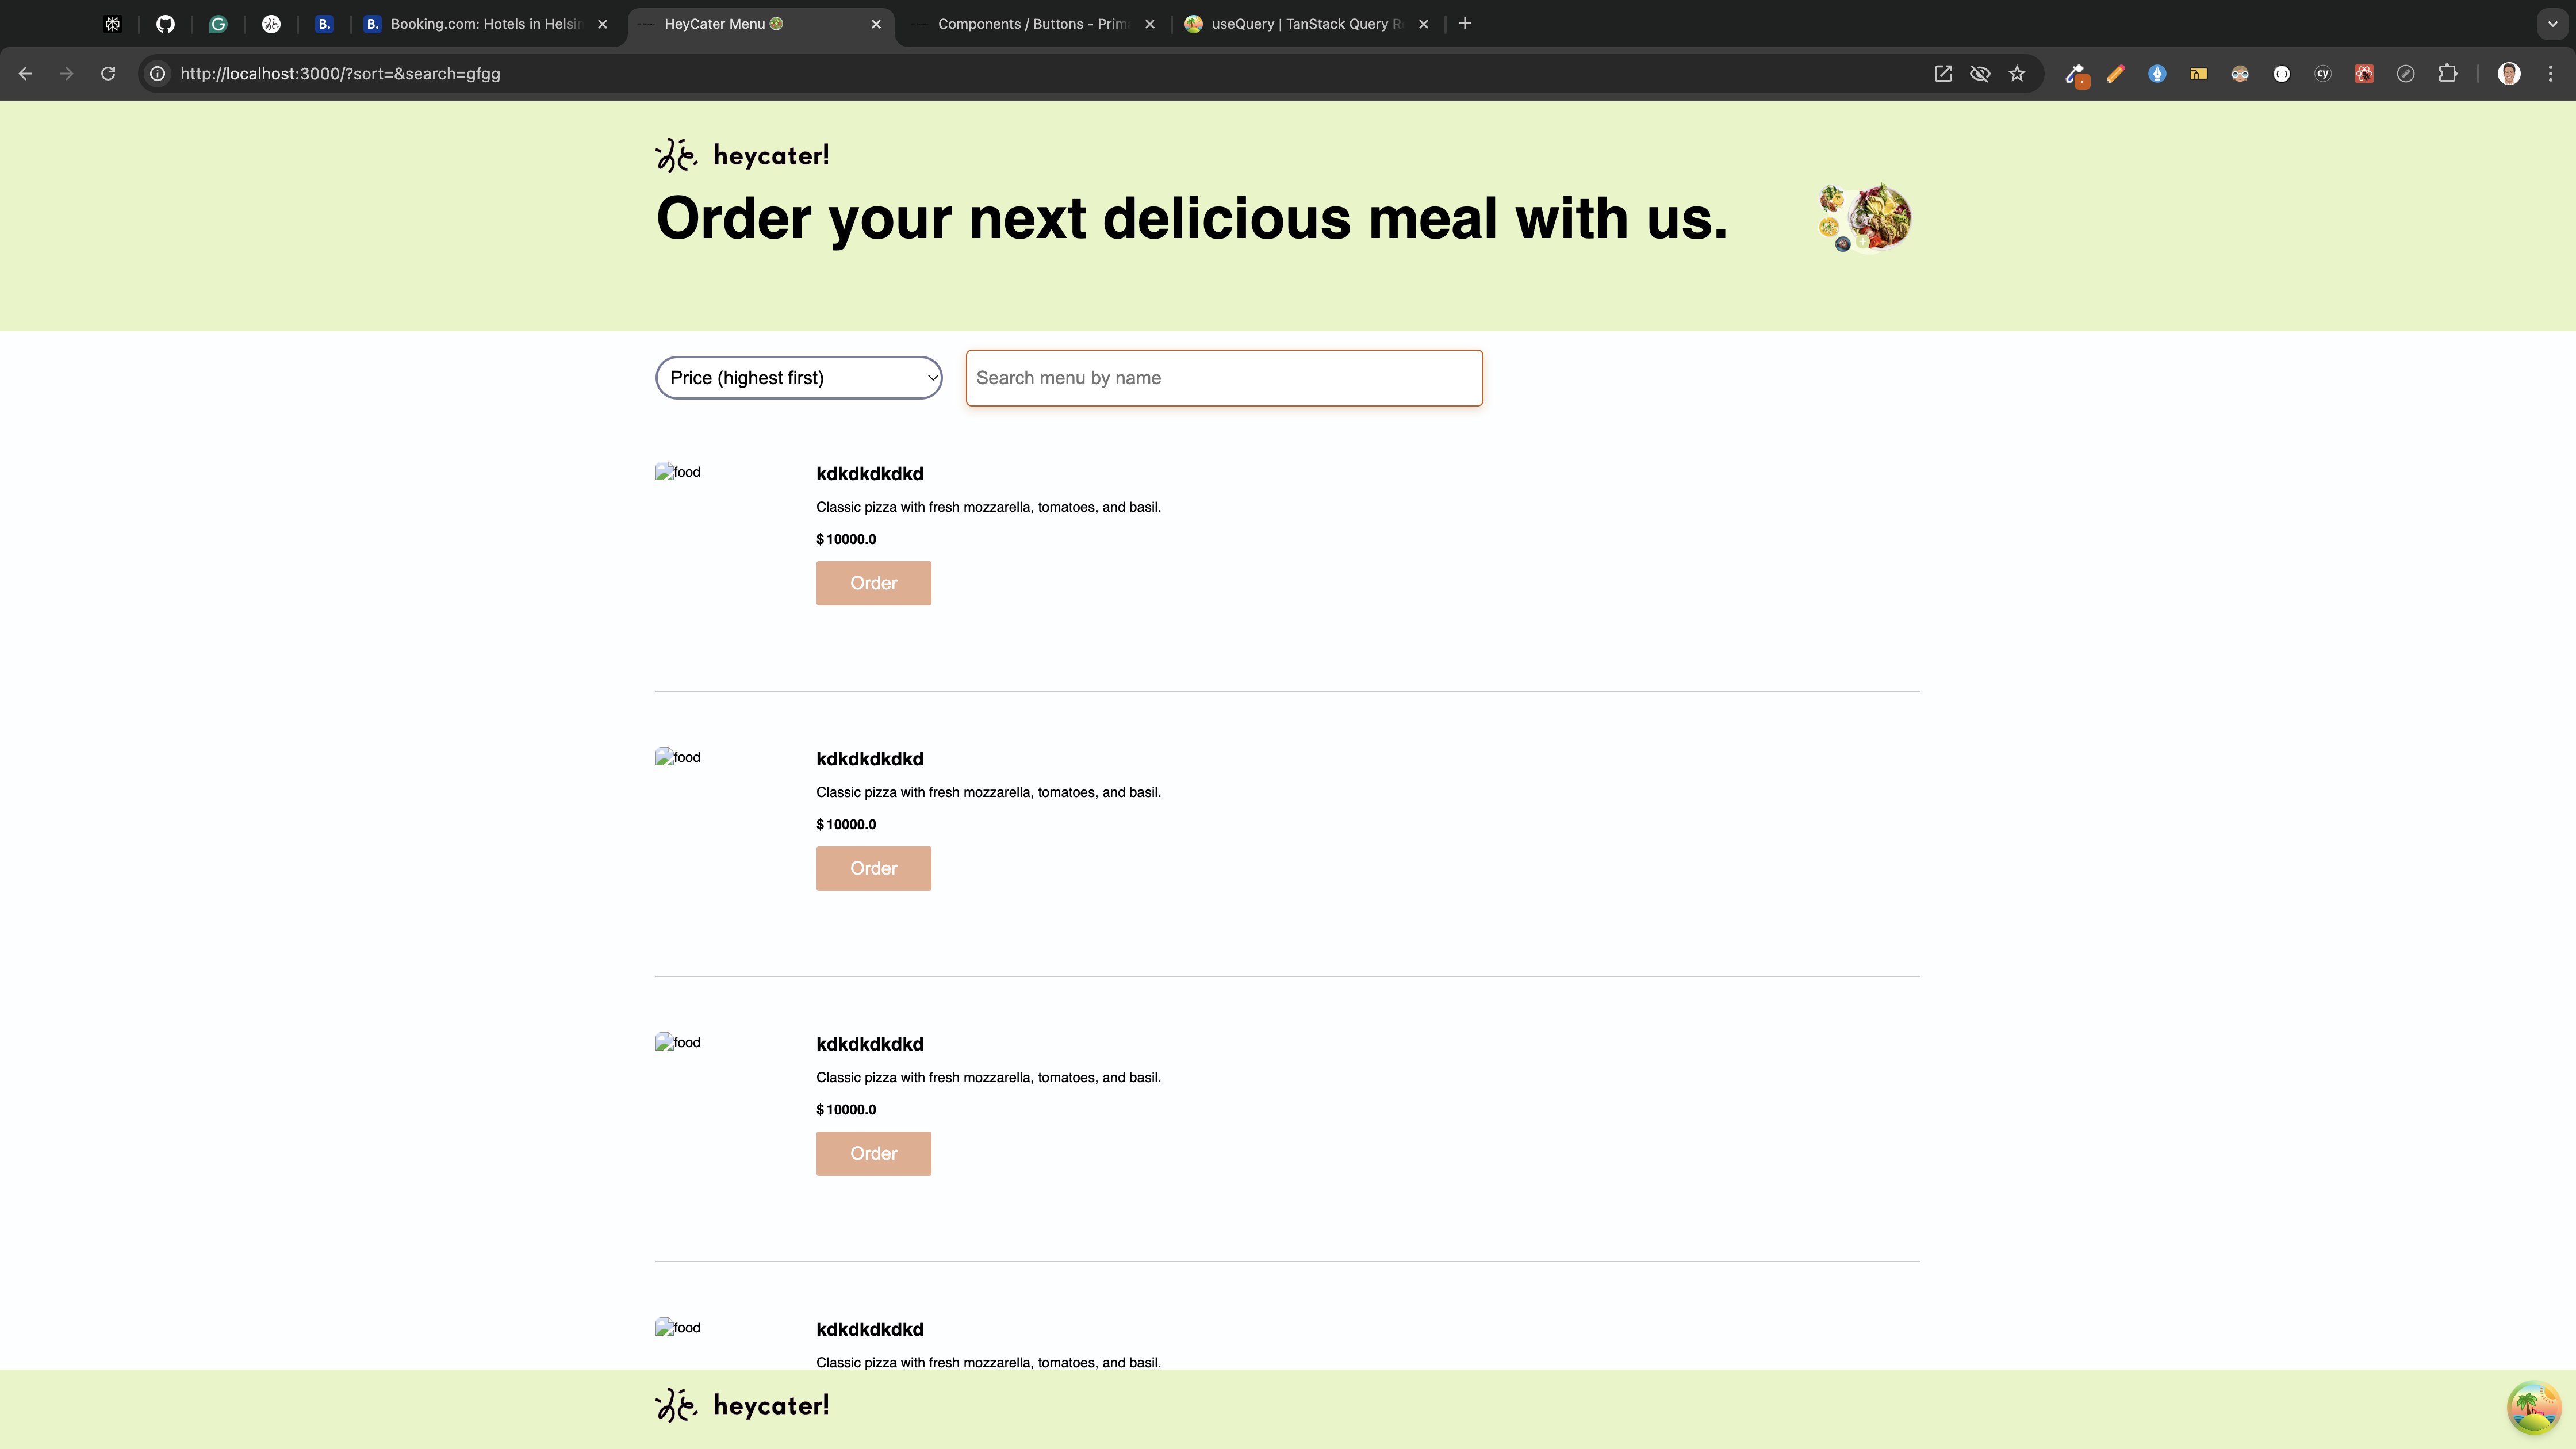 B. Booking.com: Hotels in Helsin
HeyCater Menu
Components / Buttons - Prim
useQuery | TanStack Query R
http://localhost:3000/?sort=&search=gfgg
heycater!
Order your next delicious meal with us.
Price (highest first)
Search menu by name
food
kdkdkdkdkd
Classic pizza with fresh mozzarella, tomatoes, and basil.
$ 10000.0
Order
food
kdkdkdkdkd
Classic pizza with fresh mozzarella, tomatoes, and basil.
$ 10000.0
Order
food
kdkdkdkdkd
Classic pizza with fresh mozzarella, tomatoes, and basil.
$ 10000.0
Order
food
kdkdkdkdkd
Classic pizza with fresh mozzarella, tomatoes, and basil.
heycater!